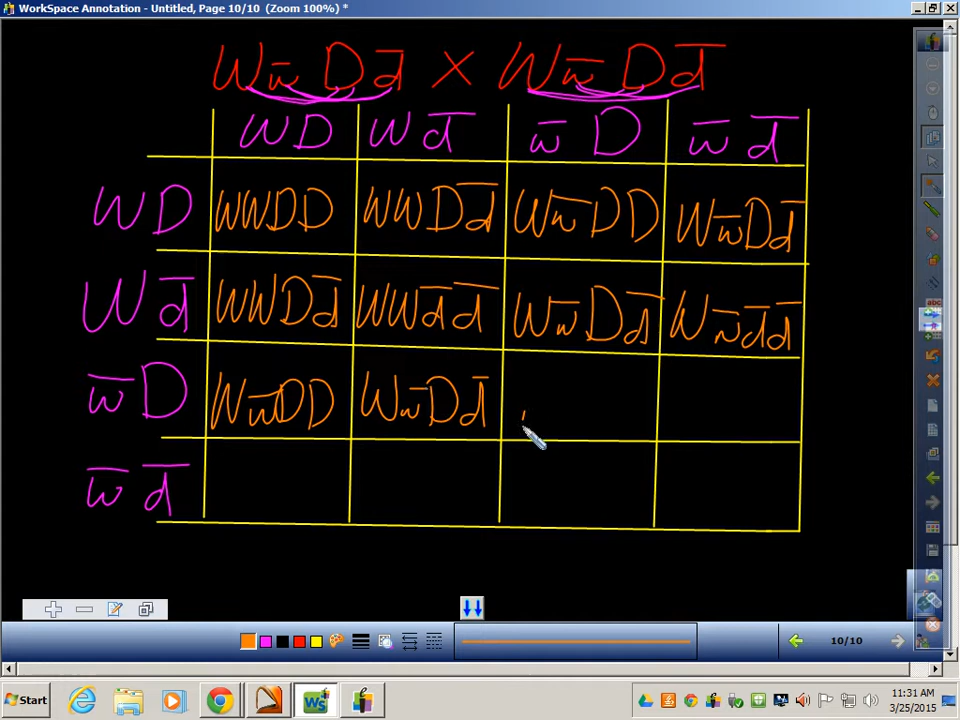 WorkSpace Annotation - Untitled, Page 10/10 (Zoom 100%) *
Ww̅Dd̅ × Ww̅Dd̅
WD Wd̅ w̅D w̅d̅
WD WWDD WWDd̅ Ww̅DD Ww̅Dd̅
Wd̅ WWDd̅ WWd̅d̅ Ww̅Dd̅ Ww̅d̅d̅
w̅D Ww̅DD Ww̅Dd̅
w̅d̅
10/10
Start
11:31 AM
3/25/2015